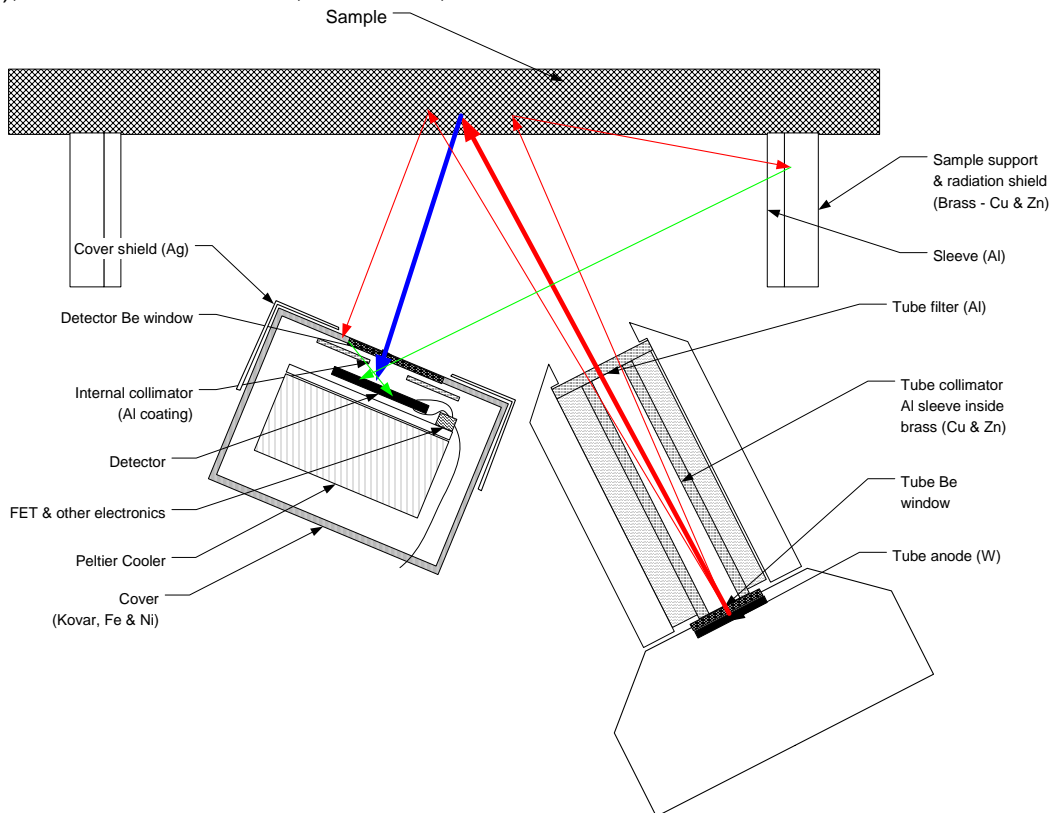 Sample
Sample support
& radiation shield
(Brass - Cu & Zn)
Cover shield (Ag)
Sleeve (Al)
Tube filter (Al)
Detector Be window
Internal collimator
(Al coating)
Tube collimator
Al sleeve inside
brass (Cu & Zn)
Detector
Tube Be
window
FET & other electronics
Peltier Cooler
Tube anode (W)
Cover
(Kovar, Fe & Ni)